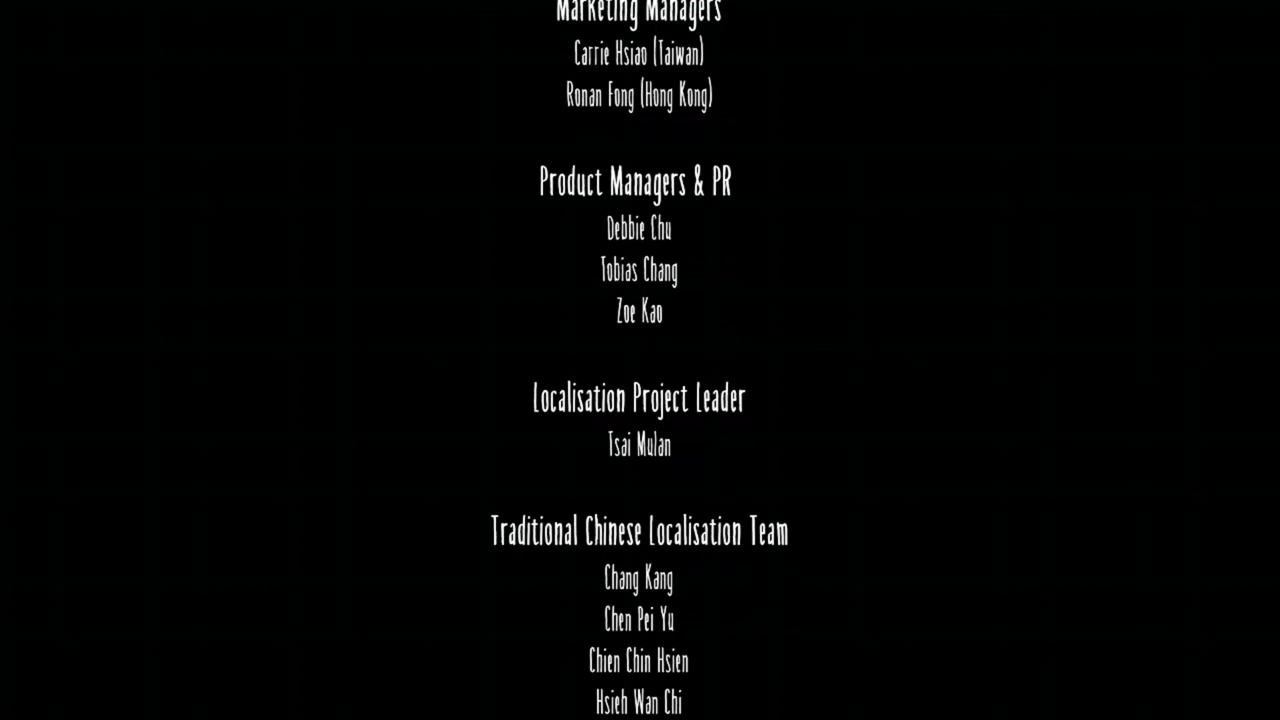 Marketing Managers
Carrie Hsiao (Taiwan)
Ronan Fong (Hong Kong)
Product Managers & PR
Debbie Chu
Tobias Chang
Zoe Kao
Localisation Project Leader
Tsai Mulan
Traditional Chinese Localisation Team
Chang Kang
Chen Pei Yu
Chien Chin Hsien
Hsieh Wan Chi